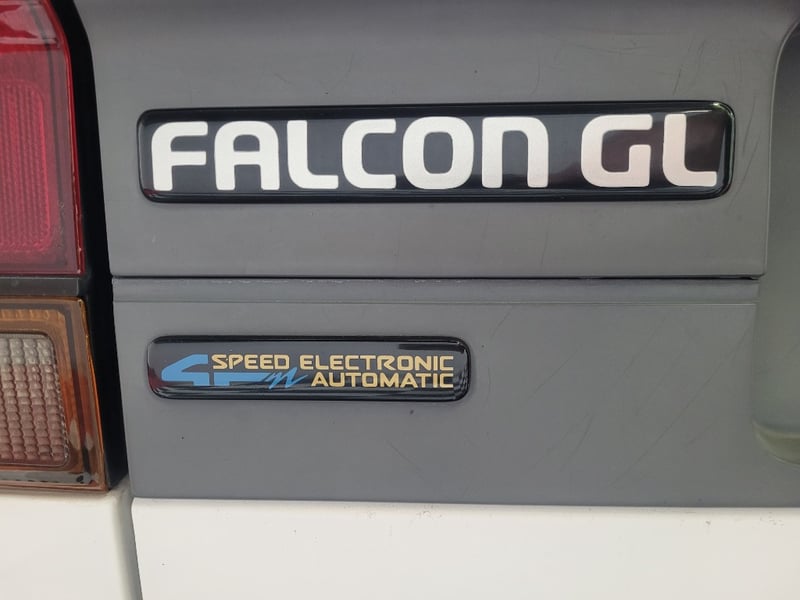 FALCON GL
4 SPEED ELECTRONIC
AUTOMATIC